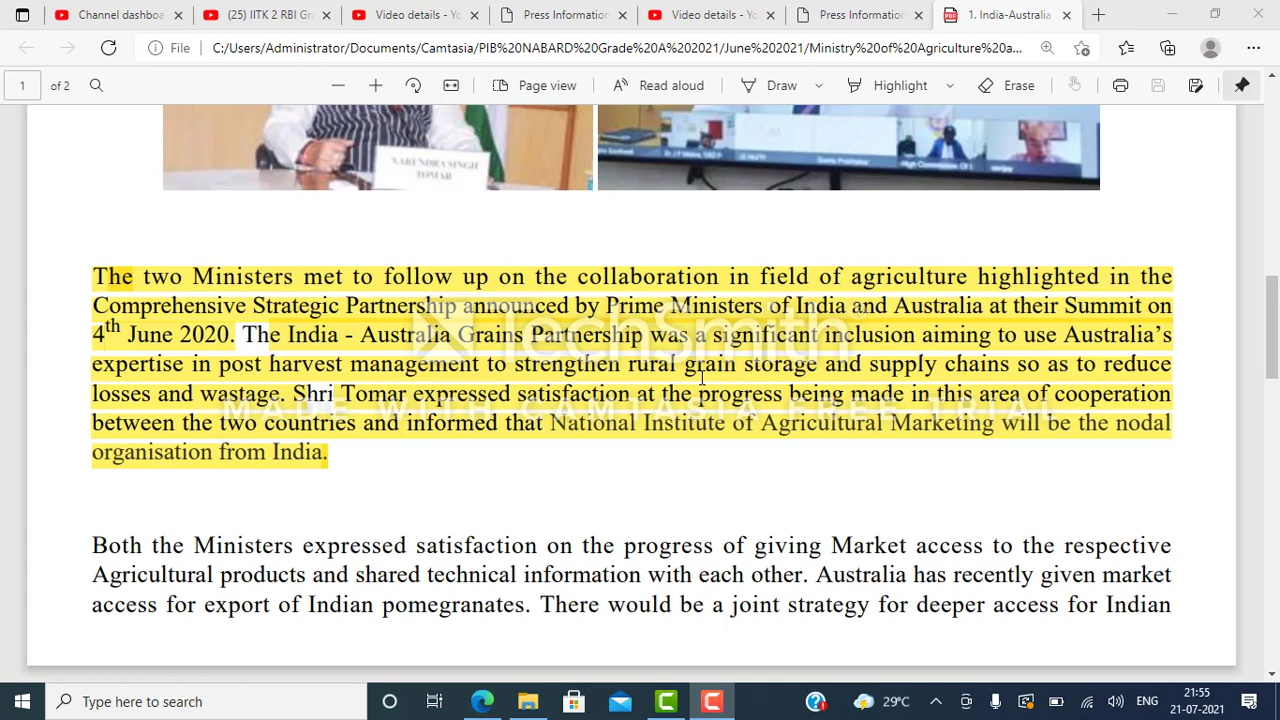 Channel dashboa
(25) IITK 2 RBI Gr
Video details - Yo
Press Information
Video details - Yo
Press Information
1. India-Australia
File
C:/Users/Administrator/Documents/Camtasia/PIB%20NABARD%20Grade%20A%202021/June%202021/Ministry%20of%20Agriculture%20a...
1 of 2
Page view
Read aloud
Draw
Highlight
Erase
NARENDRA SINGH
TOMAR
The two Ministers met to follow up on the collaboration in field of agriculture highlighted in the
Comprehensive Strategic Partnership announced by Prime Ministers of India and Australia at their Summit on
4th June 2020. The India - Australia Grains Partnership was a significant inclusion aiming to use Australia's
expertise in post harvest management to strengthen rural grain storage and supply chains so as to reduce
losses and wastage. Shri Tomar expressed satisfaction at the progress being made in this area of cooperation
between the two countries and informed that National Institute of Agricultural Marketing will be the nodal
organisation from India.
TechSmith®
MADE WITH CAMTASIA FREE TRIAL
Both the Ministers expressed satisfaction on the progress of giving Market access to the respective
Agricultural products and shared technical information with each other. Australia has recently given market
access for export of Indian pomegranates. There would be a joint strategy for deeper access for Indian
Type here to search
29°C
ENG
21:55
21-07-2021